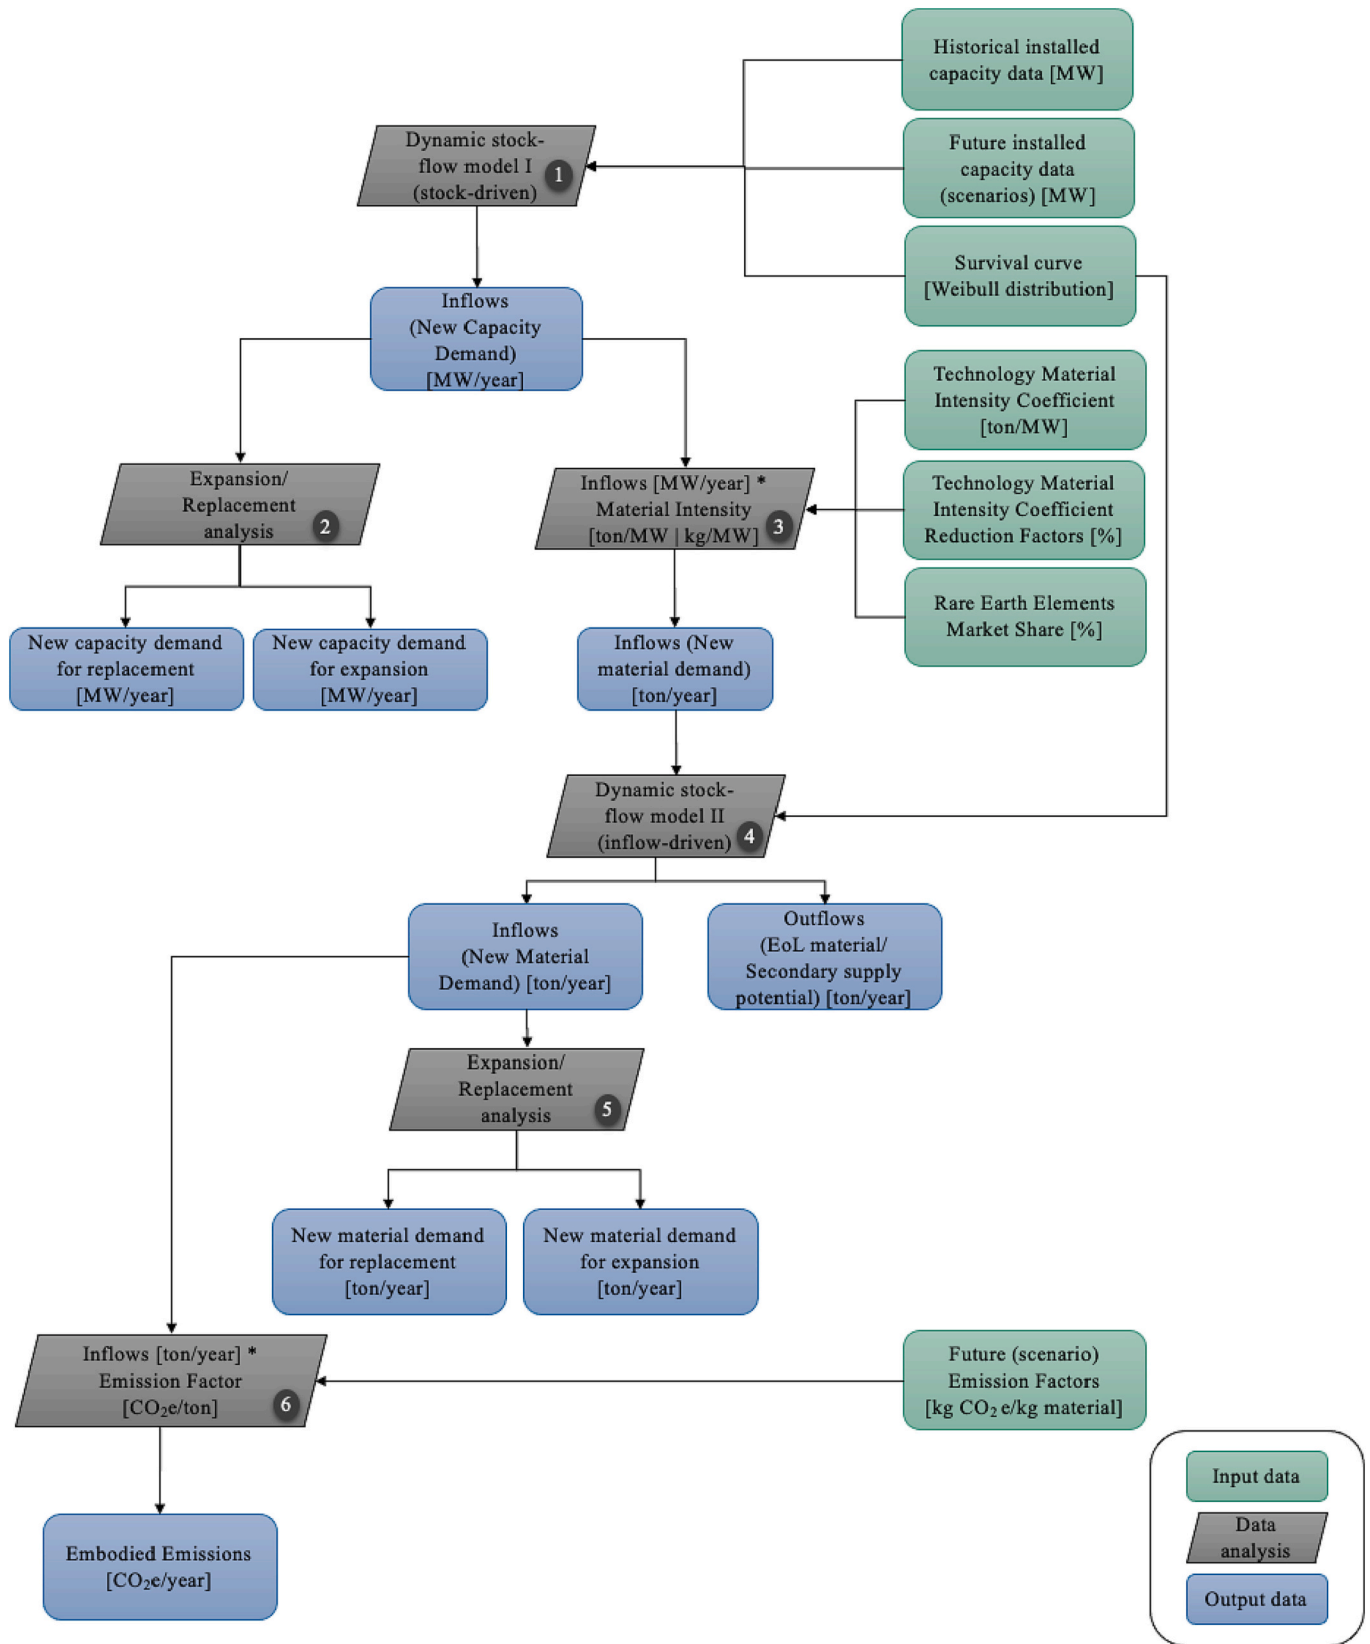 Historical installed
capacity data [MW]
Dynamic stock-
flow model I
(stock-driven)
1
Future installed
capacity data
(scenarios) [MW]
Survival curve
[Weibull distribution]
Inflows
(New Capacity
Demand)
[MW/year]
Technology Material
Intensity Coefficient
[ton/MW]
Expansion/
Replacement
analysis
2
Inflows [MW/year] *
Material Intensity
[ton/MW | kg/MW]
3
Technology Material
Intensity Coefficient
Reduction Factors [%]
Rare Earth Elements
Market Share [%]
New capacity demand
for replacement
[MW/year]
New capacity demand
for expansion
[MW/year]
Inflows (New
material demand)
[ton/year]
Dynamic stock-
flow model II
(inflow-driven)
4
Inflows
(New Material
Demand) [ton/year]
Outflows
(EoL material/
Secondary supply
potential) [ton/year]
Expansion/
Replacement
analysis
5
New material demand
for replacement
[ton/year]
New material demand
for expansion
[ton/year]
Inflows [ton/year] *
Emission Factor
[CO₂e/ton]
6
Future (scenario)
Emission Factors
[kg CO₂ e/kg material]
Embodied Emissions
[CO₂e/year]
Input data
Data
analysis
Output data